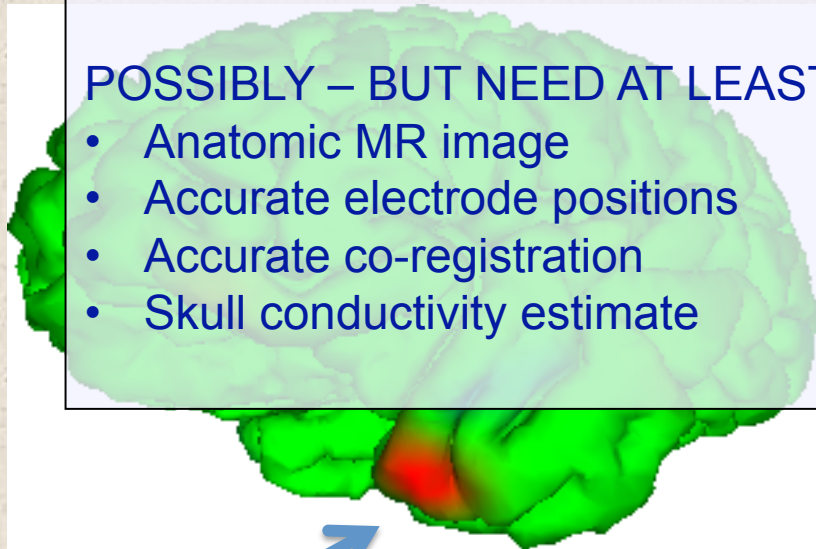 POSSIBLY – BUT NEED AT LEAST
• Anatomic MR image
• Accurate electrode positions
• Accurate co-registration
• Skull conductivity estimate